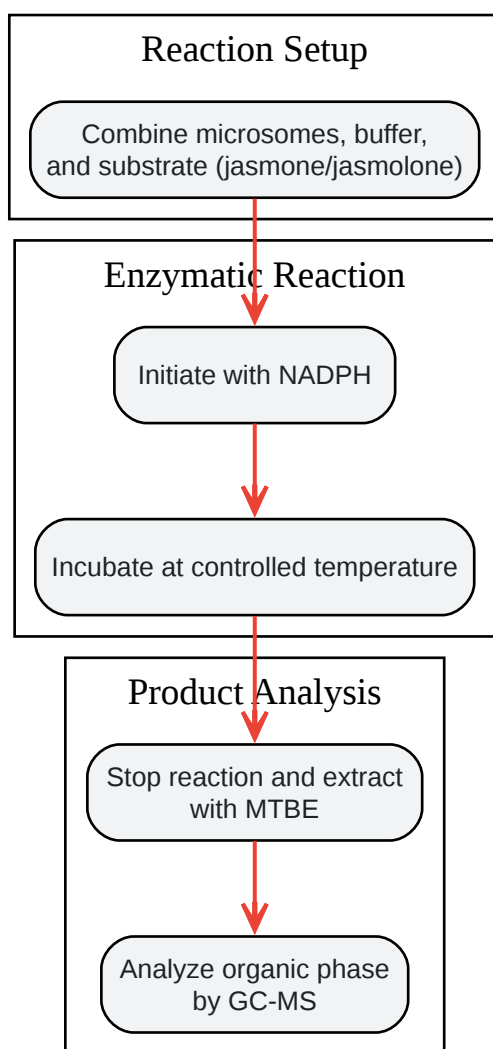 Reaction Setup
Combine microsomes, buffer,
and substrate (jasmone/jasmolone)
Enzymatic Reaction
Initiate with NADPH
Incubate at controlled temperature
Product Analysis
Stop reaction and extract
with MTBE
Analyze organic phase
by GC-MS